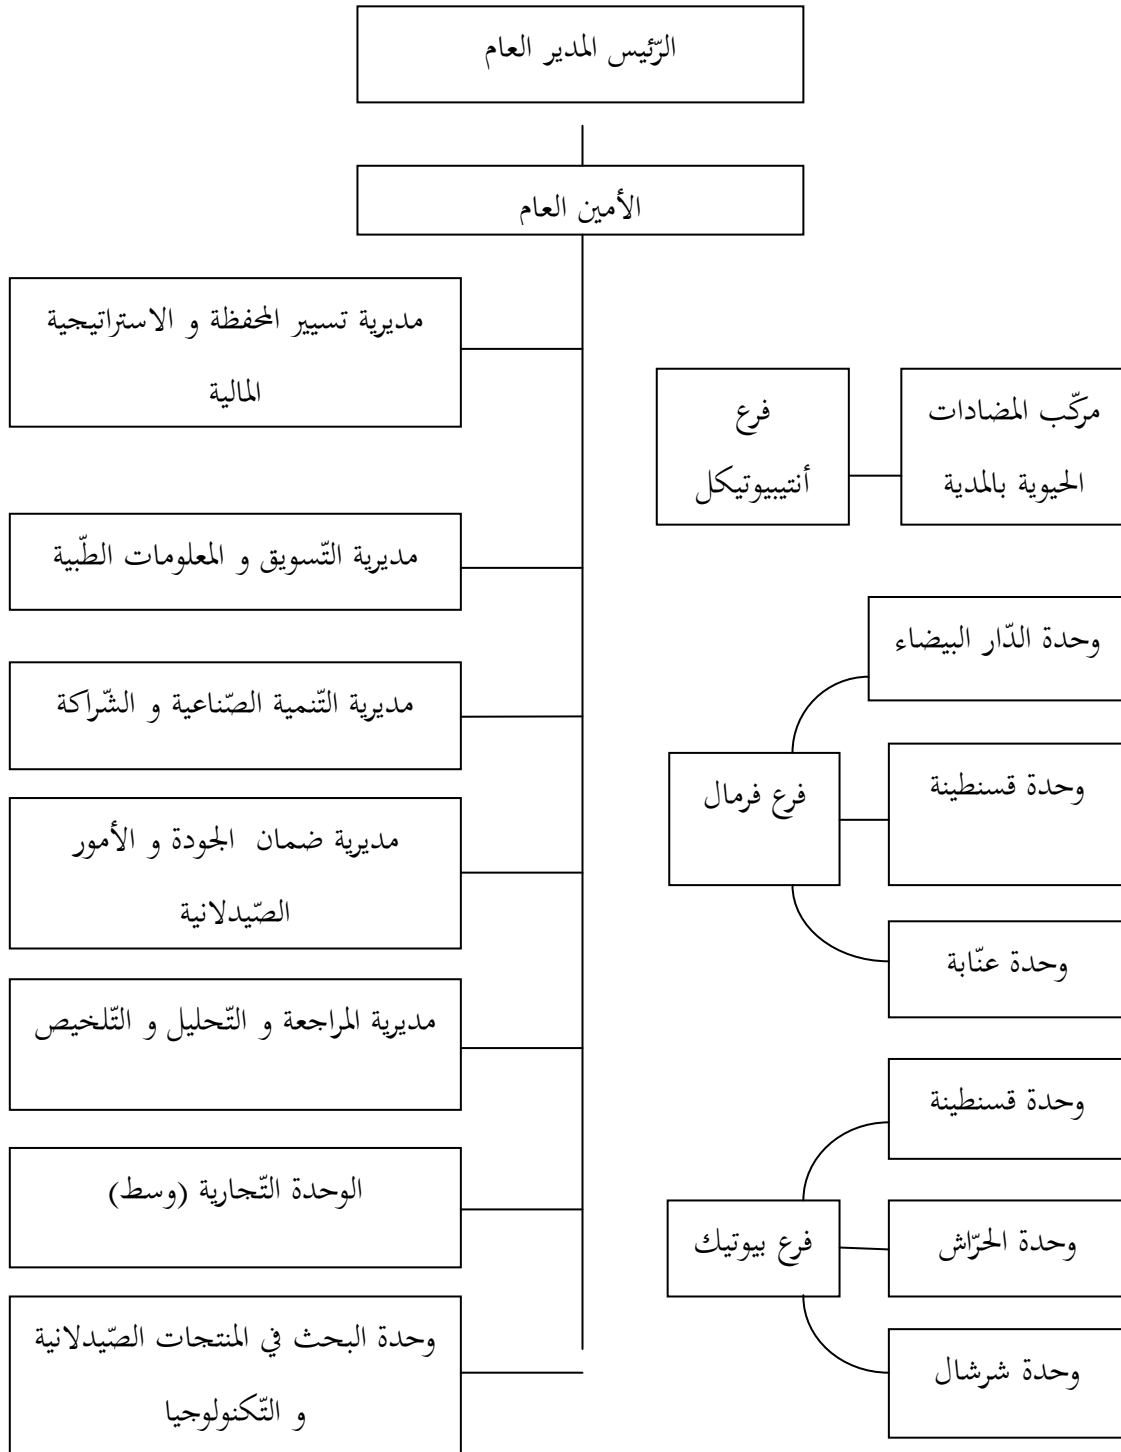 الرّئيس المدير العام
الأمين العام
مديرية تسيير المحفظة و الاستراتيجية
المالية
مركّب المضادات
الحيوية بالمدية
فرع
أنتيبيوتيكل
مديرية التّسويق و المعلومات الطّبية
وحدة الدّار البيضاء
مديرية التّنمية الصّناعية و الشّراكة
وحدة قسنطينة
فرع فرمال
مديرية ضمان الجودة و الأمور
الصّيدلانية
وحدة عنّابة
مديرية المراجعة و التّحليل و التّلخيص
وحدة قسنطينة
الوحدة التّجارية (وسط)
وحدة الحرّاش
فرع بيوتيك
وحدة شرشال
وحدة البحث في المنتجات الصّيدلانية
و التّكنولوجيا